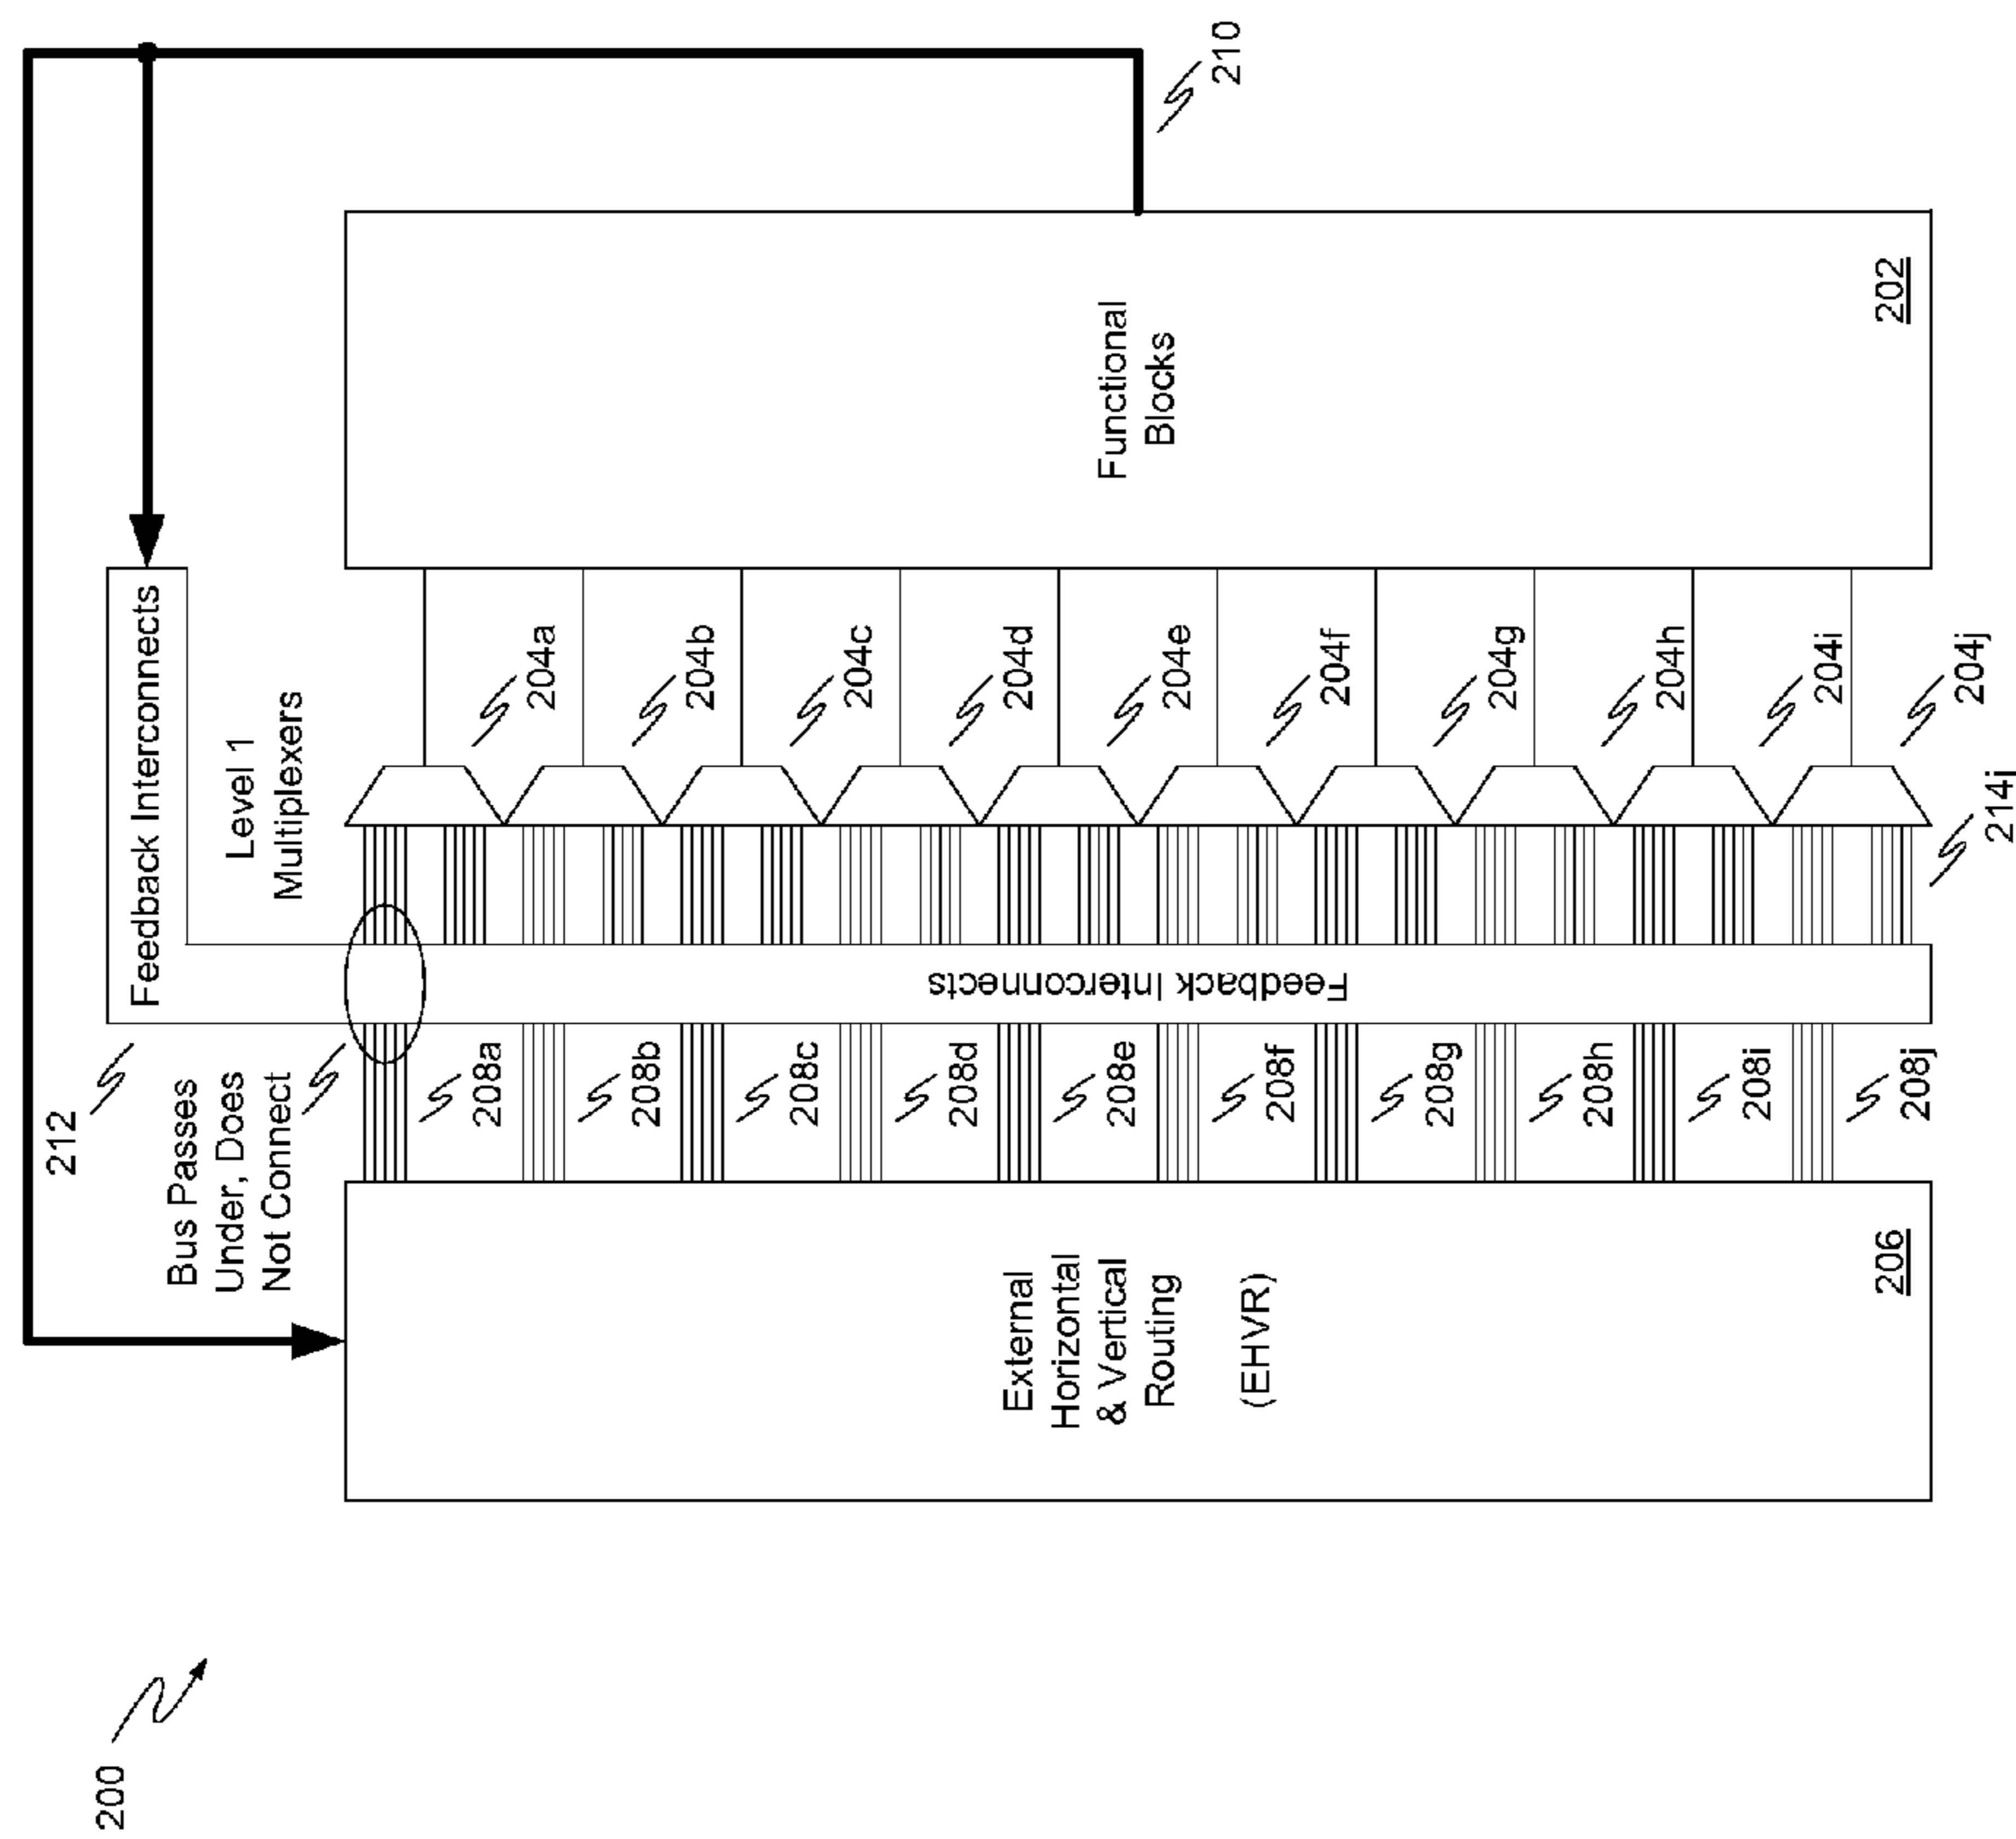 200
212
Bus Passes
Under, Does
Not Connect
Feedback Interconnects
Level 1
Multiplexers
210
External
Horizontal
& Vertical
Routing
(EHVR)
206
Feedback Interconnects
Functional
Blocks
202
208a
208b
208c
208d
208e
208f
208g
208h
208i
208j
204a
204b
204c
204d
204e
204f
204g
204h
204i
204j
214j